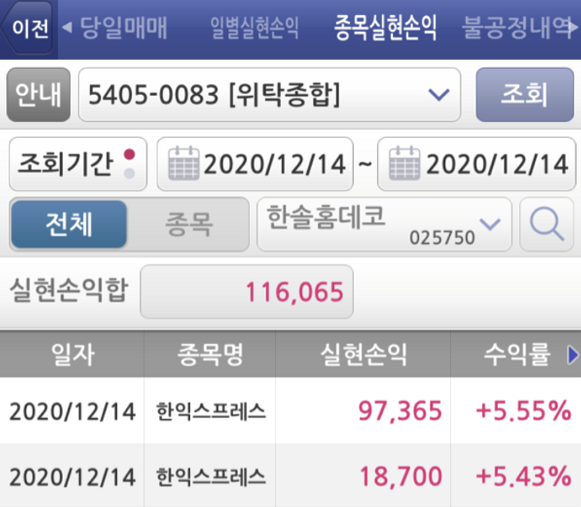 이전 당일매매 일별실현손익 종목실현손익 불공정내역
안내 5405-0083 [위탁종합] 조회
조회기간 2020/12/14 ~ 2020/12/14
전체 종목 한솔홈데코 025750
실현손익합 116,065
일자 종목명 실현손익 수익률
2020/12/14 한익스프레스 97,365 +5.55%
2020/12/14 한익스프레스 18,700 +5.43%